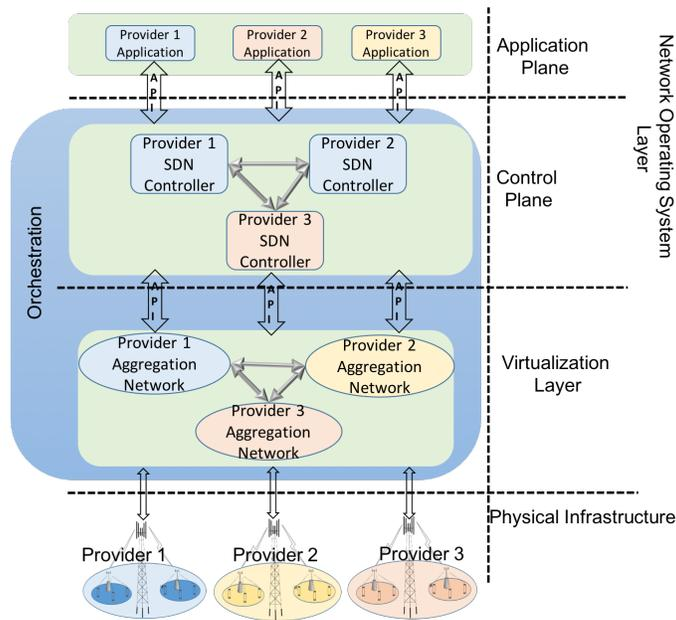 Provider 1
Application
Provider 2
Application
Provider 3
Application
Application
Plane
API
API
API
Network Operating System
Layer
Provider 1
SDN
Controller
Provider 2
SDN
Controller
Provider 3
SDN
Controller
Control
Plane
Orchestration
API
API
API
Provider 1
Aggregation
Network
Provider 2
Aggregation
Network
Provider 3
Aggregation
Network
Virtualization
Layer
Physical Infrastructure
Provider 1
Provider 2
Provider 3